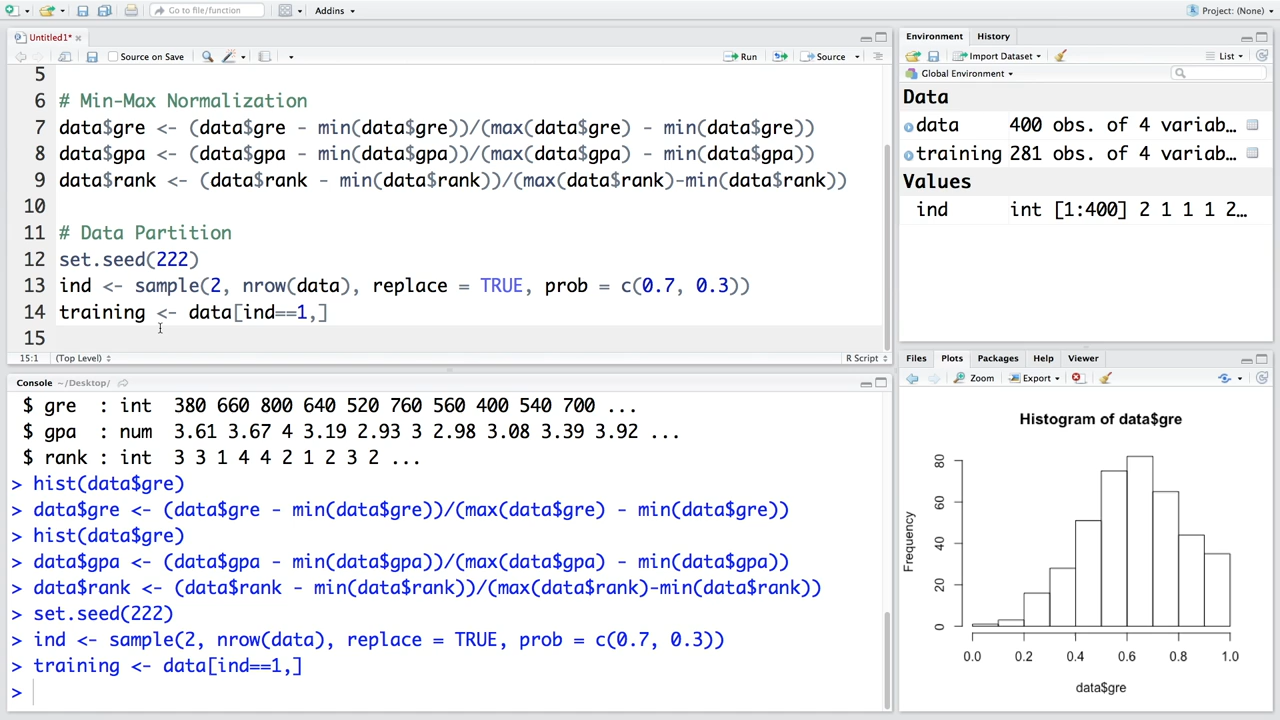 Go to file/function
Addins
Project: (None)
Untitled1*
Source on Save
Run
Source
5
6 # Min-Max Normalization
7 data$gre <- (data$gre - min(data$gre))/(max(data$gre) - min(data$gre))
8 data$gpa <- (data$gpa - min(data$gpa))/(max(data$gpa) - min(data$gpa))
9 data$rank <- (data$rank - min(data$rank))/(max(data$rank)-min(data$rank))
10
11 # Data Partition
12 set.seed(222)
13 ind <- sample(2, nrow(data), replace = TRUE, prob = c(0.7, 0.3))
14 training <- data[ind==1,]
15
15:1 (Top Level) R Script
Console ~/Desktop/
$ gre : int 380 660 800 640 520 760 560 400 540 700 ...
$ gpa : num 3.61 3.67 4 3.19 2.93 3 2.98 3.08 3.39 3.92 ...
$ rank : int 3 3 1 4 4 2 1 2 3 2 ...
> hist(data$gre)
> data$gre <- (data$gre - min(data$gre))/(max(data$gre) - min(data$gre))
> hist(data$gre)
> data$gpa <- (data$gpa - min(data$gpa))/(max(data$gpa) - min(data$gpa))
> data$rank <- (data$rank - min(data$rank))/(max(data$rank)-min(data$rank))
> set.seed(222)
> ind <- sample(2, nrow(data), replace = TRUE, prob = c(0.7, 0.3))
> training <- data[ind==1,]
>
Environment History
Import Dataset List
Global Environment
Data
data 400 obs. of 4 variab…
training 281 obs. of 4 variab…
Values
ind int [1:400] 2 1 1 1 2…
Files Plots Packages Help Viewer
Zoom Export
Histogram of data$gre
Frequency
80
60
40
20
0
0.0 0.2 0.4 0.6 0.8 1.0
data$gre